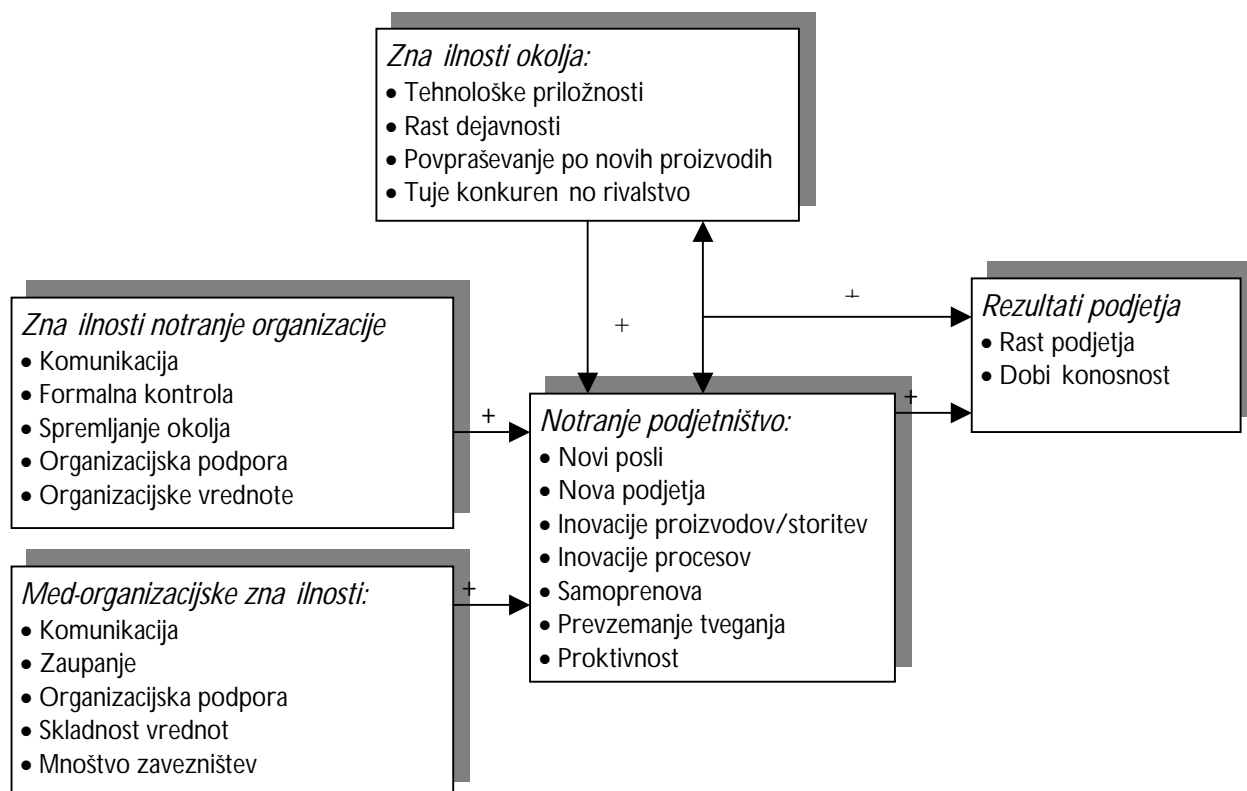 Zna ilnosti okolja:
• Tehnološke priložnosti
• Rast dejavnosti
• Povpraševanje po novih proizvodih
• Tuje konkuren no rivalstvo
Zna ilnosti notranje organizacije
• Komunikacija
• Formalna kontrola
• Spremljanje okolja
• Organizacijska podpora
• Organizacijske vrednote
+
+
+
Rezultati podjetja
• Rast podjetja
• Dobi konosnost
+
Notranje podjetništvo:
• Novi posli
• Nova podjetja
• Inovacije proizvodov/storitev
• Inovacije procesov
• Samoprenova
• Prevzemanje tveganja
• Proktivnost
Med-organizacijske zna ilnosti:
• Komunikacija
• Zaupanje
• Organizacijska podpora
• Skladnost vrednot
• Mnoštvo zavezništev
+